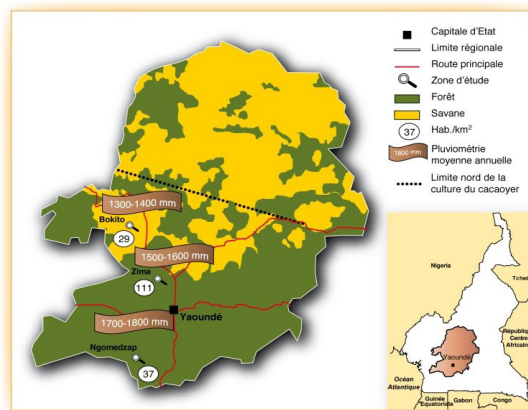 Capitale d'Etat
Limite régionale
Route principale
Zone d'étude
Forêt
Savane
37 Hab./km²
1800 mm Pluviométrie
moyenne annuelle
Limite nord de la
culture du cacaoyer
1300-1400 mm
Bokito
29
1500-1600 mm
Zima
111
1700-1800 mm
Yaoundé
Ngomedzap
37
Nigeria
Tchad
République
Centre
Africaine
Yaoundé
Océan
Atlantique
Guinée
Equatoriale
Gabon
Congo